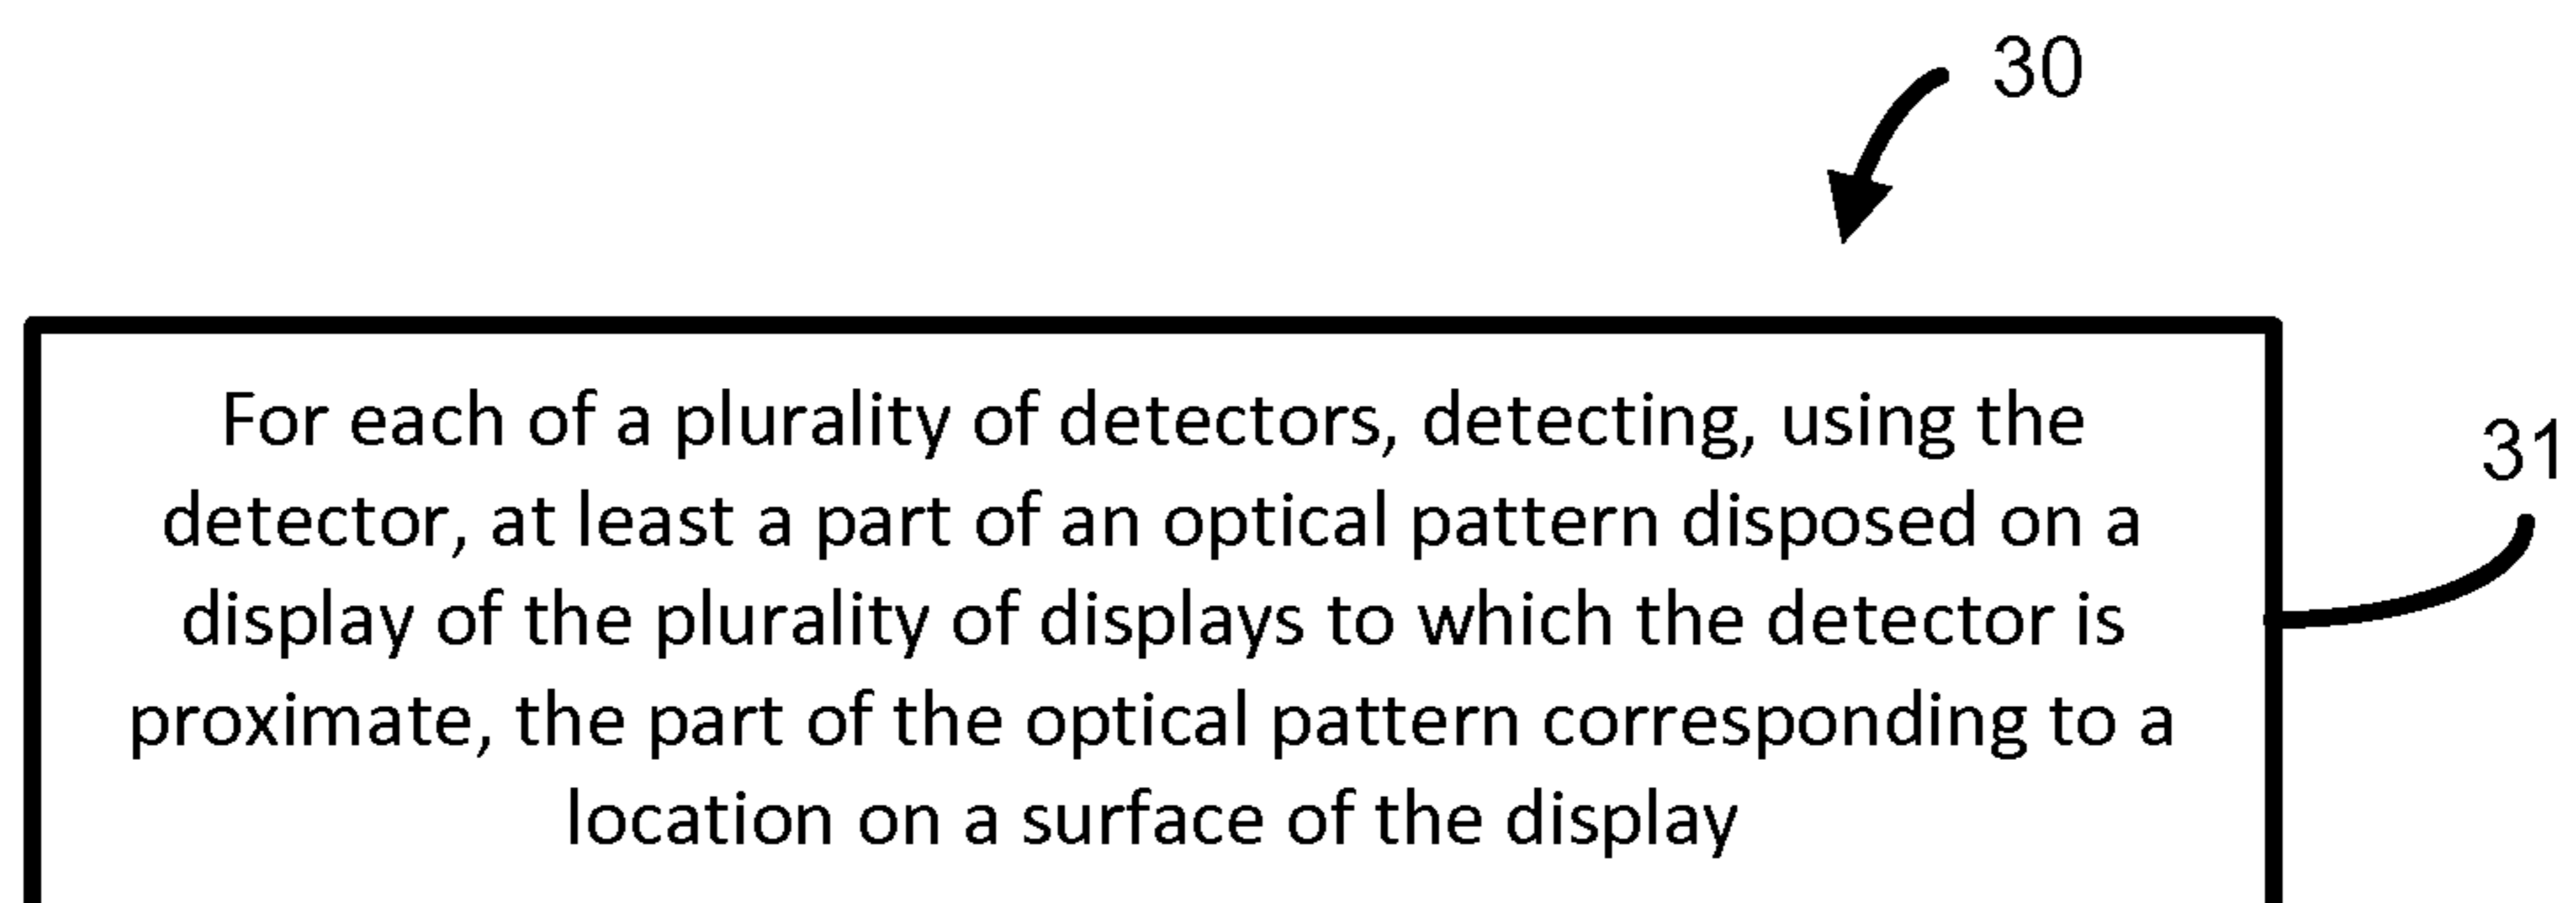 30
For each of a plurality of detectors, detecting, using the
detector, at least a part of an optical pattern disposed on a
display of the plurality of displays to which the detector is
proximate, the part of the optical pattern corresponding to a
location on a surface of the display
31